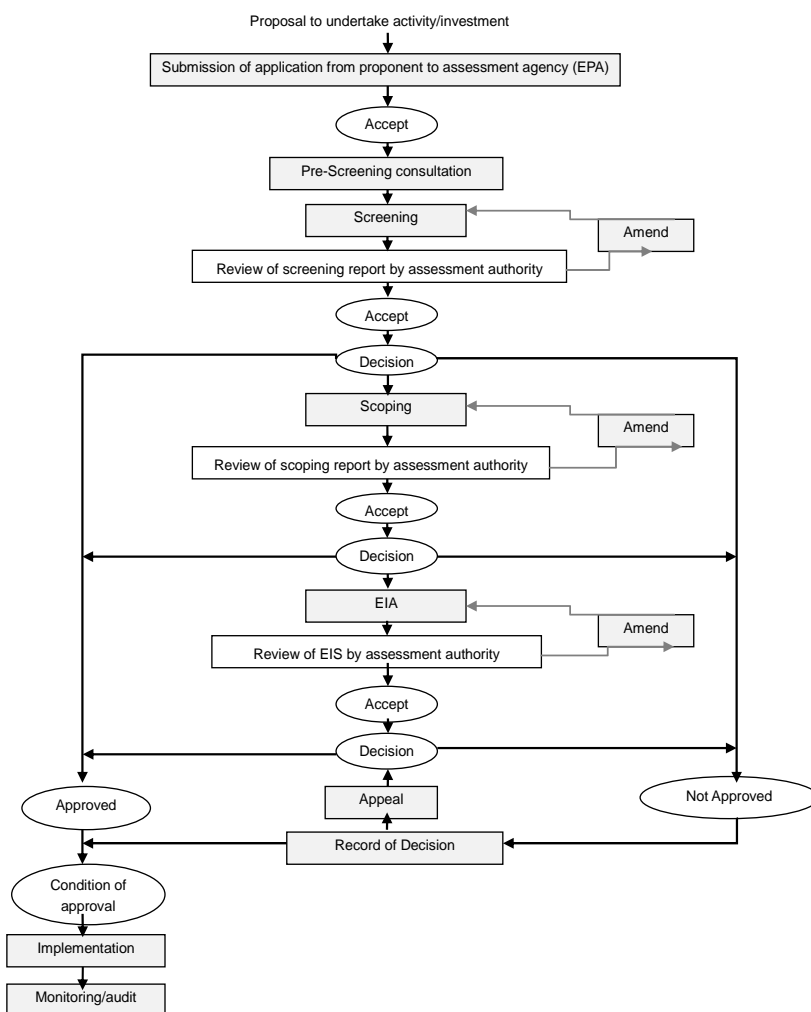 Proposal to undertake activity/investment
Submission of application from proponent to assessment agency (EPA)
Accept
Pre-Screening consultation
Screening
Amend
Review of screening report by assessment authority
Accept
Decision
Scoping
Amend
Review of scoping report by assessment authority
Accept
Decision
EIA
Amend
Review of EIS by assessment authority
Accept
Decision
Approved
Appeal
Not Approved
Record of Decision
Condition of
approval
Implementation
Monitoring/audit